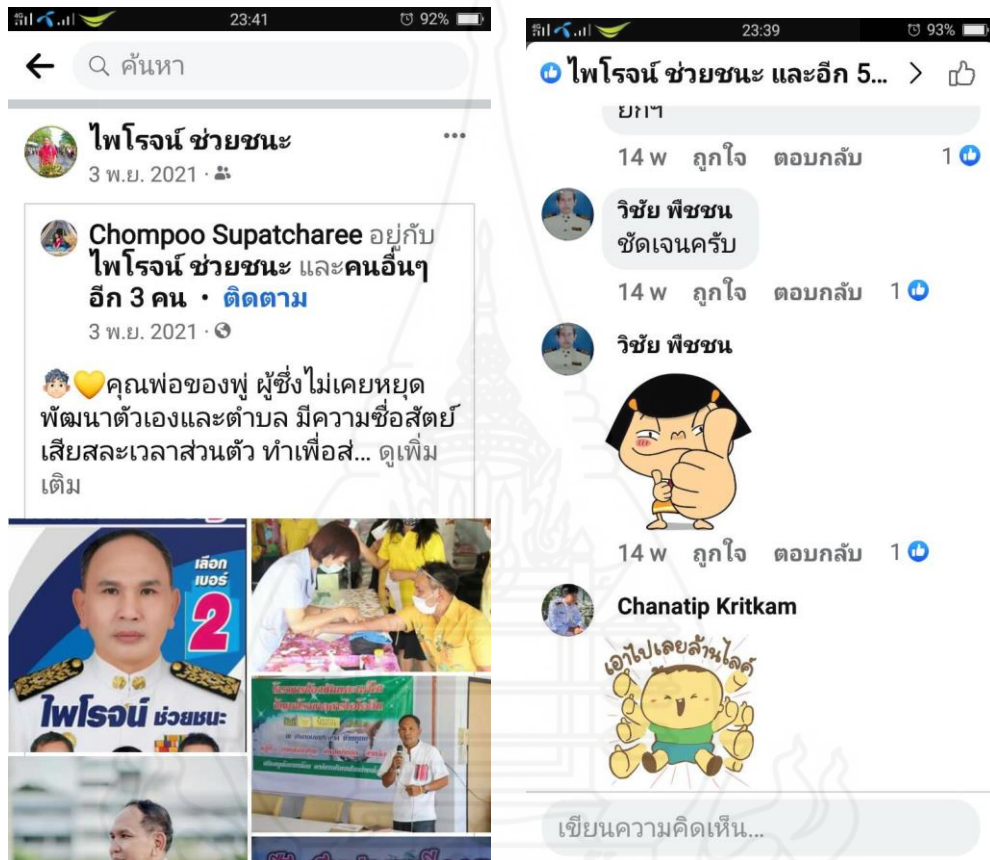 23:41
92%
ค้นหา
ไพโรจน์ ช่วยชนะ
3 พ.ย. 2021
Chompoo Supatcharee อยู่กับ
ไพโรจน์ ช่วยชนะ และคนอื่นๆ
อีก 3 คน • ติดตาม
3 พ.ย. 2021
คุณพ่อของพู่ ผู้ซึ่งไม่เคยหยุด
พัฒนาตัวเองและตำบล มีความซื่อสัตย์
เสียสละเวลาส่วนตัว ทำเพื่อส่... ดูเพิ่ม
เติม
เลือก
เบอร์
2
ไพโรจน์ ช่วยชนะ
23:39
93%
ไพโรจน์ ช่วยชนะ และอีก 5...
14 w ถูกใจ ตอบกลับ 1
วิชัย พืชชน
ชัดเจนครับ
14 w ถูกใจ ตอบกลับ 1
วิชัย พืชชน
14 w ถูกใจ ตอบกลับ 1
Chanatip Kritkam
เอาไปเลยล้านไลค์
เขียนความคิดเห็น...